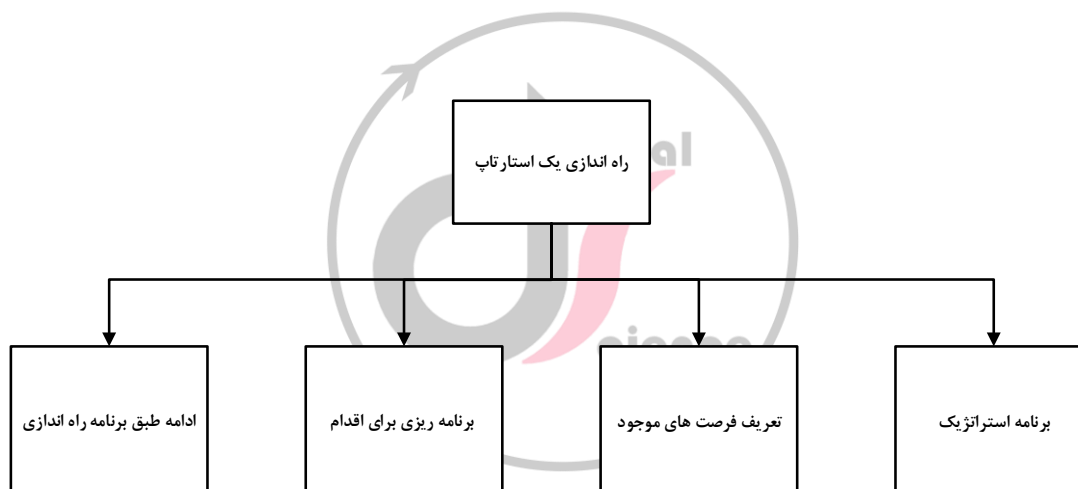 راه اندازی یک استارتاپ
al
برنامه استراتژیک
تعریف فرصت های موجود
برنامه ریزی برای اقدام
ادامه طبق برنامه راه اندازی